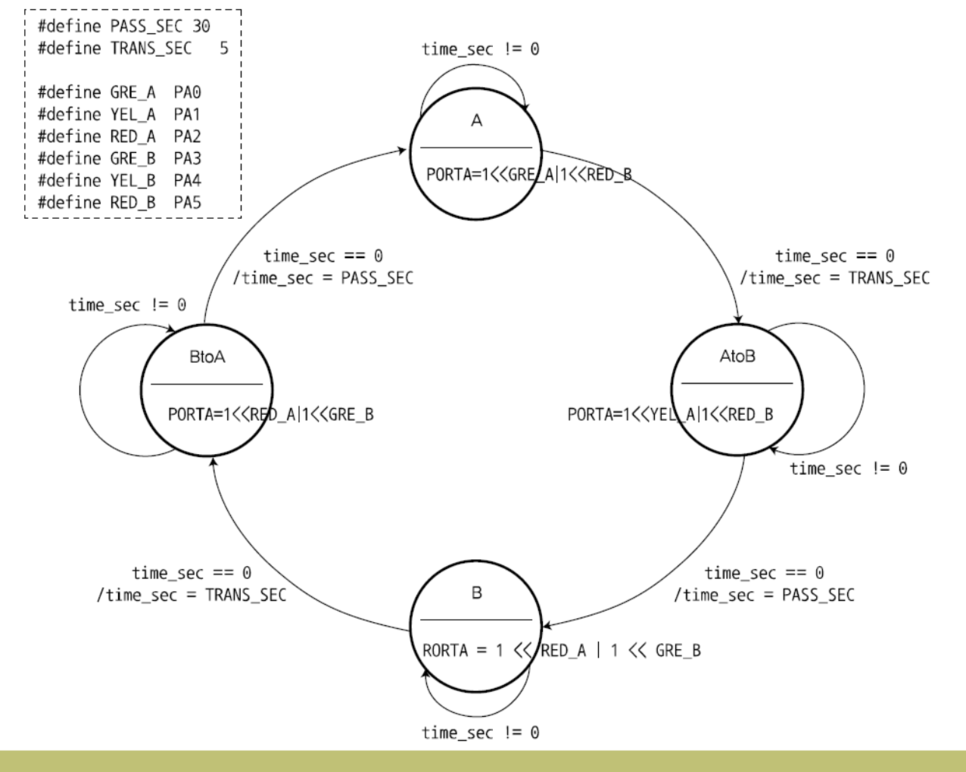 #define PASS_SEC 30
#define TRANS_SEC 5
#define GRE_A PA0
#define YEL_A PA1
#define RED_A PA2
#define GRE_B PA3
#define YEL_B PA4
#define RED_B PA5
time_sec != 0
A
PORTA=1<<GRE_A|1<<RED_B
time_sec == 0
/time_sec = PASS_SEC
time_sec == 0
/time_sec = TRANS_SEC
time_sec != 0
BtoA
PORTA=1<<RED_A|1<<GRE_B
AtoB
PORTA=1<<YEL_A|1<<RED_B
time_sec != 0
time_sec == 0
/time_sec = TRANS_SEC
time_sec == 0
/time_sec = PASS_SEC
B
RORTA = 1 << RED_A | 1 << GRE_B
time_sec != 0